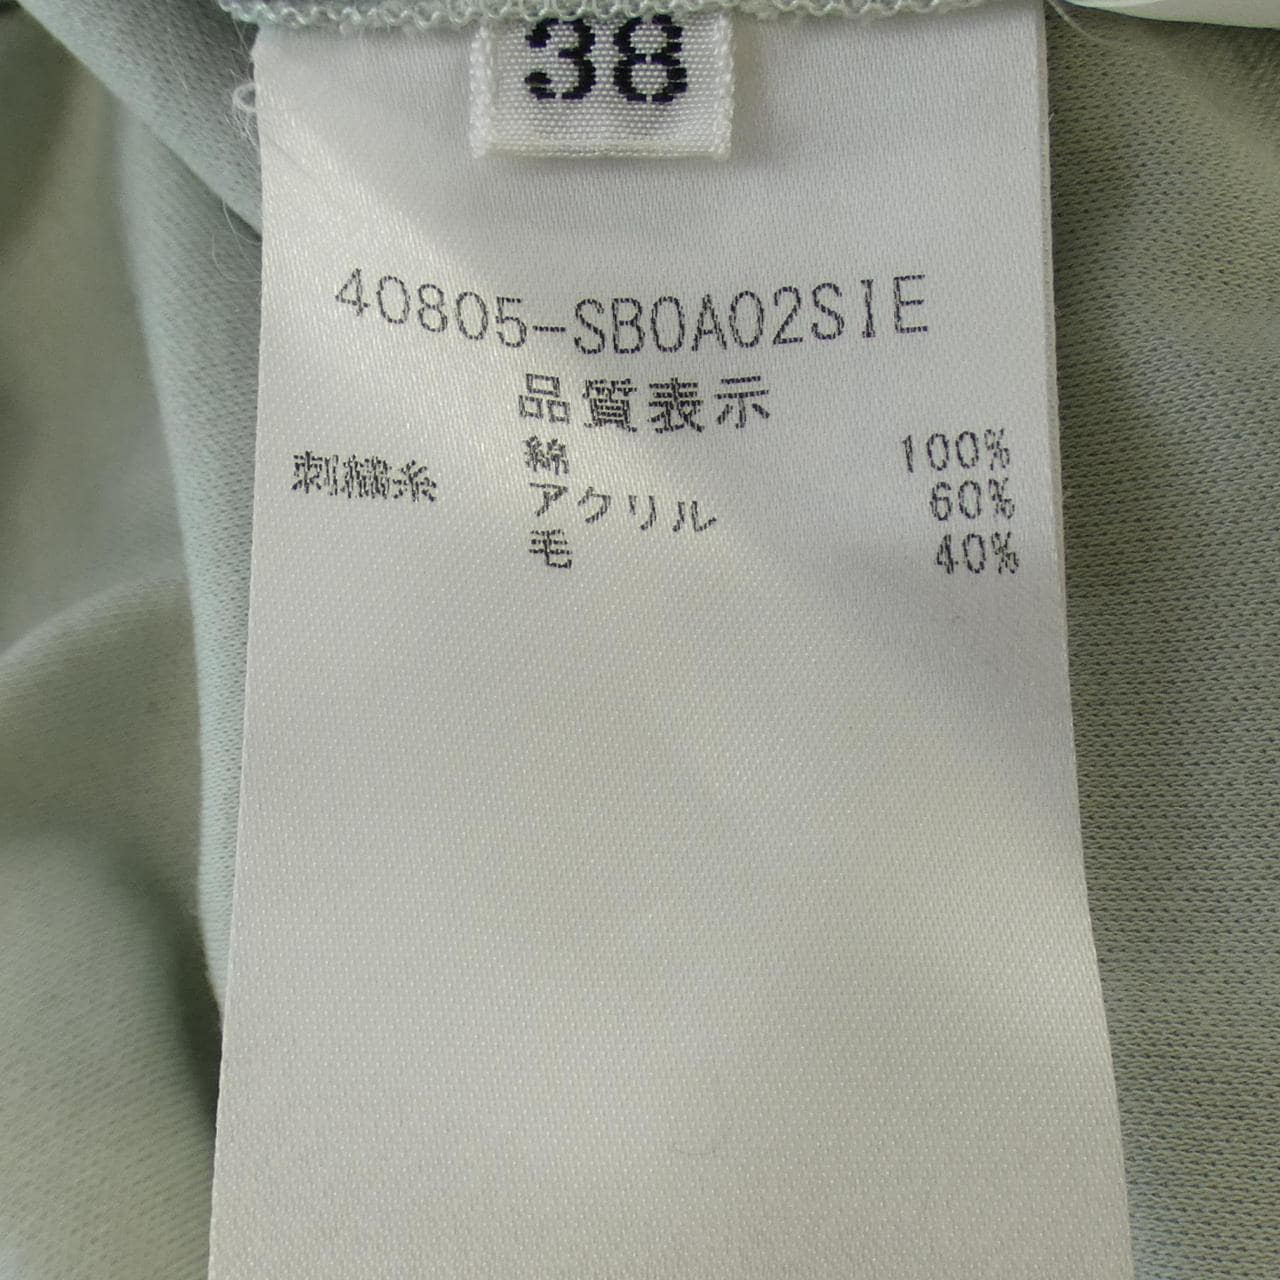 38
40805-SB0A02SIE
品質表示
綿 100%
刺繍糸 アクリル 60%
毛 40%